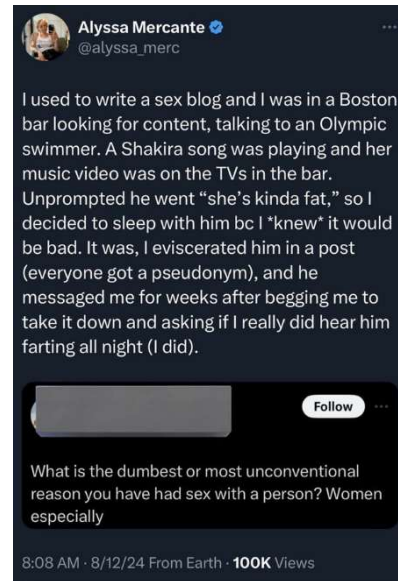 Alyssa Mercante
@alyssa_merc
I used to write a sex blog and I was in a Boston
bar looking for content, talking to an Olympic
swimmer. A Shakira song was playing and her
music video was on the TVs in the bar.
Unprompted he went “she’s kinda fat,” so I
decided to sleep with him bc I *knew* it would
be bad. It was, I eviscerated him in a post
(everyone got a pseudonym), and he
messaged me for weeks after begging me to
take it down and asking if I really did hear him
farting all night (I did).
Follow
What is the dumbest or most unconventional
reason you have had sex with a person? Women
especially
8:08 AM · 8/12/24 From Earth · 100K Views